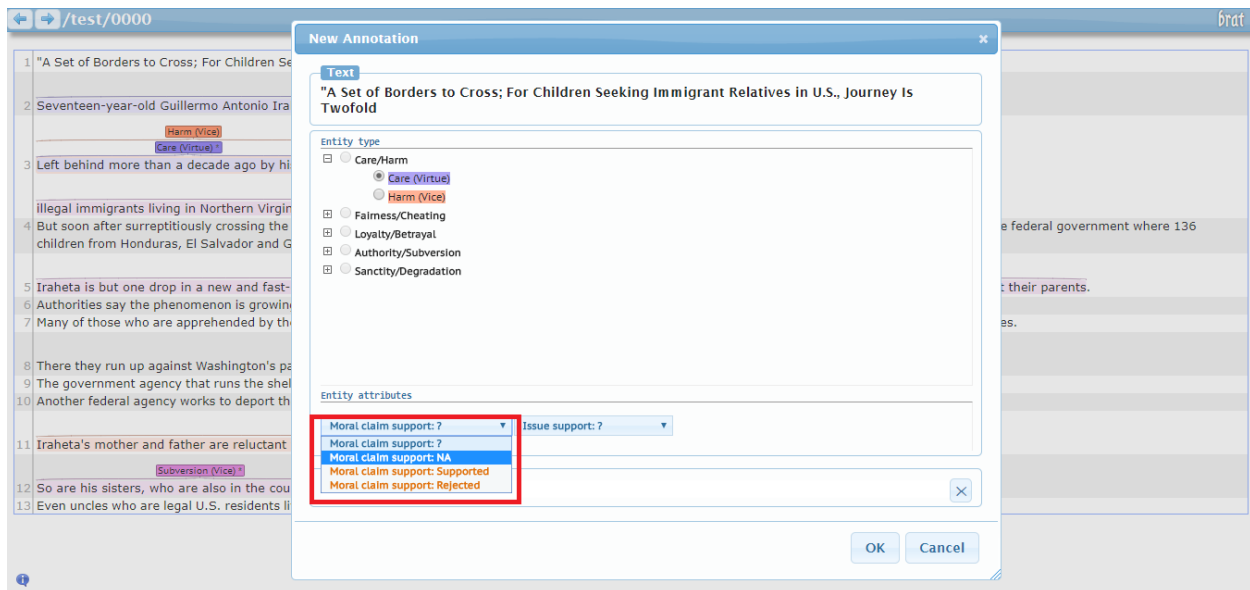 /test/0000
brat
New Annotation
×
Text
"A Set of Borders to Cross; For Children Seeking Immigrant Relatives in U.S., Journey Is
Twofold
Entity type
Care/Harm
Care (Virtue)
Harm (Vice)
Fairness/Cheating
Loyalty/Betrayal
Authority/Subversion
Sanctity/Degradation
Entity attributes
Moral claim support: ? Issue support: ?
Moral claim support: ?
Moral claim support: NA
Moral claim support: Supported
Moral claim support: Rejected
OK Cancel
1 "A Set of Borders to Cross; For Children Se
2 Seventeen-year-old Guillermo Antonio Ira
Harm (Vice)
Care (Virtue) *
3 Left behind more than a decade ago by hi
illegal immigrants living in Northern Virgin
4 But soon after surreptitiously crossing the e federal government where 136
children from Honduras, El Salvador and G
5 Iraheta is but one drop in a new and fast- t their parents.
6 Authorities say the phenomenon is growing
7 Many of those who are apprehended by the es.
8 There they run up against Washington's pa
9 The government agency that runs the shel
10 Another federal agency works to deport th
11 Iraheta's mother and father are reluctant
Subversion (Vice) *
12 So are his sisters, who are also in the cou
13 Even uncles who are legal U.S. residents li